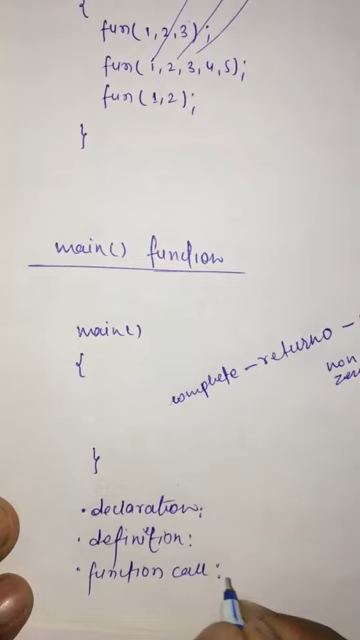 {
fun(1,2,3);
fun(1,2,3,4,5);
fun(1,2);
}
main() function
main()
{
complete - return0 -
non
}
· declaration:
· definition:
· function call: